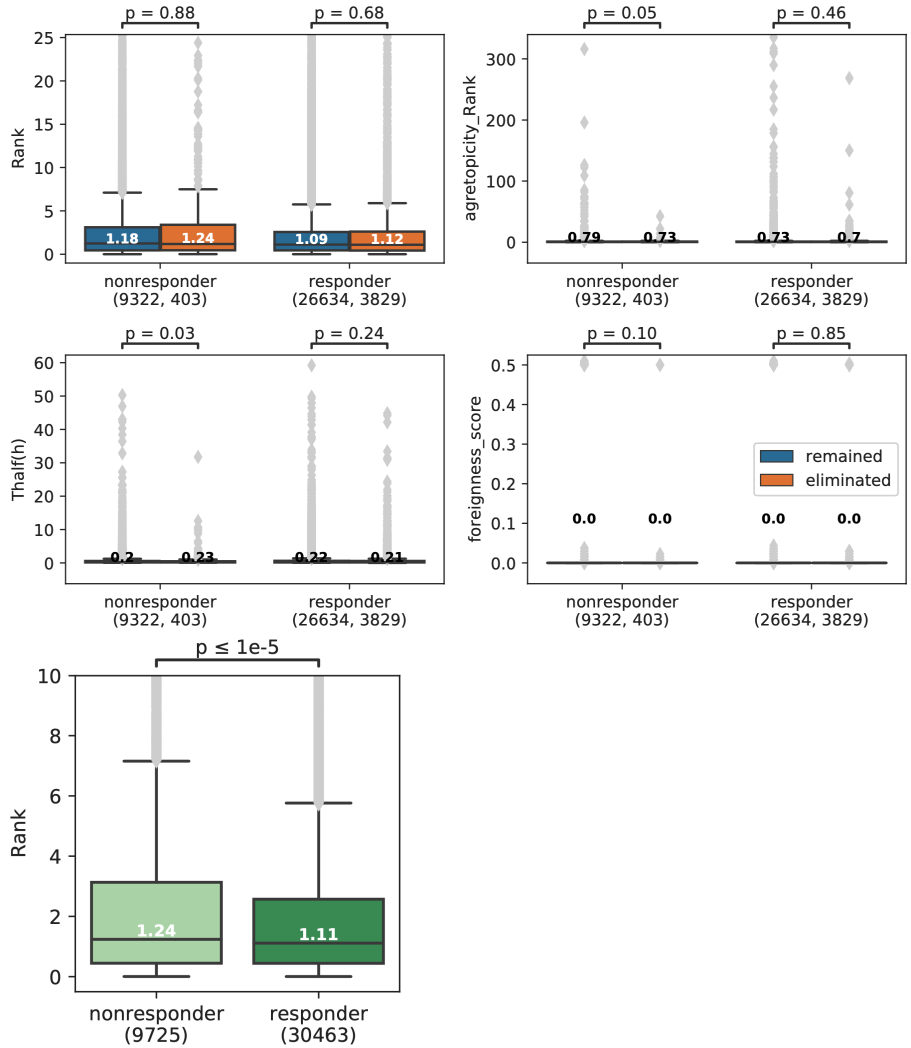 p = 0.88
p = 0.68
Rank
25
20
15
10
5
0
1.18
1.24
1.09
1.12
nonresponder
(9322, 403)
responder
(26634, 3829)
p = 0.05
p = 0.46
agretopicity_Rank
300
200
100
0
0.79
0.73
0.73
0.7
nonresponder
(9322, 403)
responder
(26634, 3829)
p = 0.03
p = 0.24
Thalf(h)
60
50
40
30
20
10
0
0.2
0.23
0.22
0.21
nonresponder
(9322, 403)
responder
(26634, 3829)
p = 0.10
p = 0.85
foreignness_score
0.5
0.4
0.3
0.2
0.1
0.0
remained
eliminated
0.0
0.0
0.0
0.0
nonresponder
(9322, 403)
responder
(26634, 3829)
p ≤ 1e-5
Rank
10
8
6
4
2
0
1.24
1.11
nonresponder
(9725)
responder
(30463)